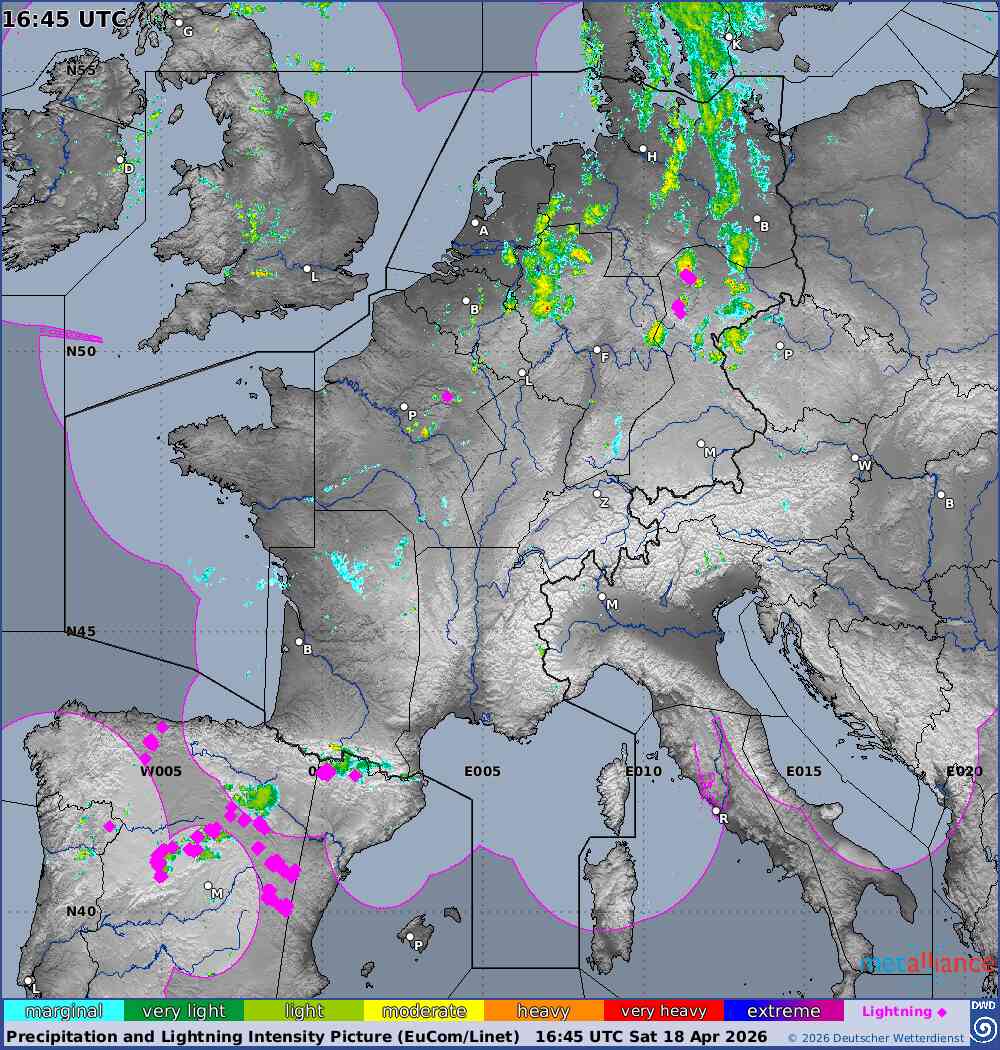 16:45 UTC
G
K
N55
H
D
A
B
L
B
N50
F
P
L
P
M
W
Z
B
M
N45
B
W005
0
E005
E010
E015
E020
R
M
N40
P
L
metalliance
marginal very light light moderate heavy very heavy extreme Lightning
DWD
Precipitation and Lightning Intensity Picture (EuCom/Linet) 16:45 UTC Sat 18 Apr 2026 © 2026 Deutscher Wetterdienst